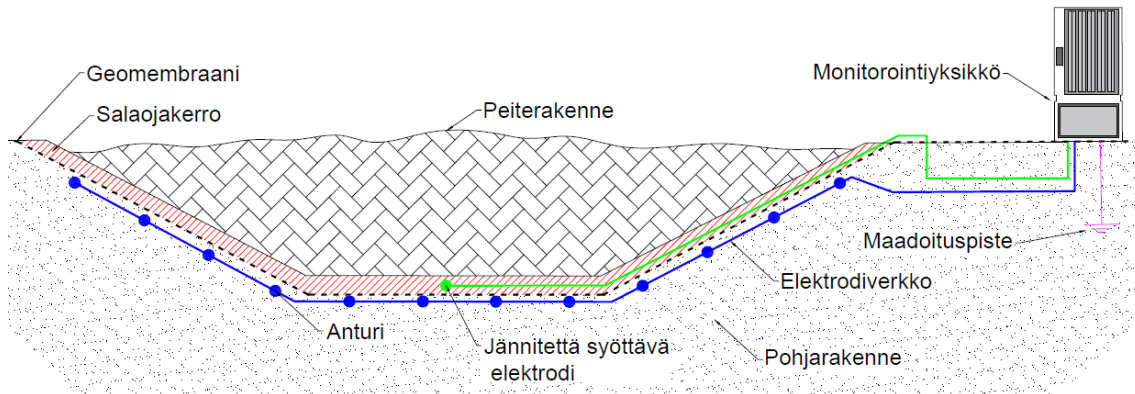 Geomembraani
Salaojakerro
Peiterakenne
Monitorointiyksikkö
Maadoituspiste
Elektrodiverkko
Anturi
Jännitettä syöttävä
elektrodi
Pohjarakenne